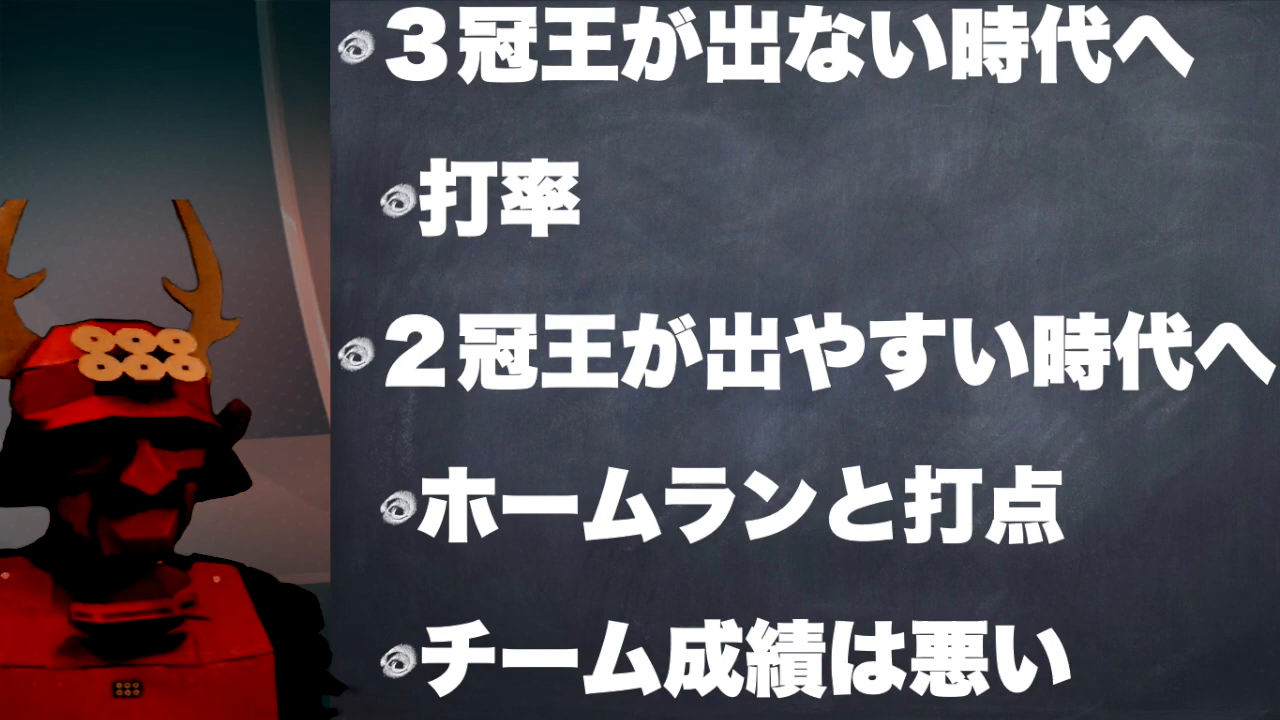 3冠王が出ない時代へ
打率
2冠王が出やすい時代へ
ホームランと打点
チーム成績は悪い